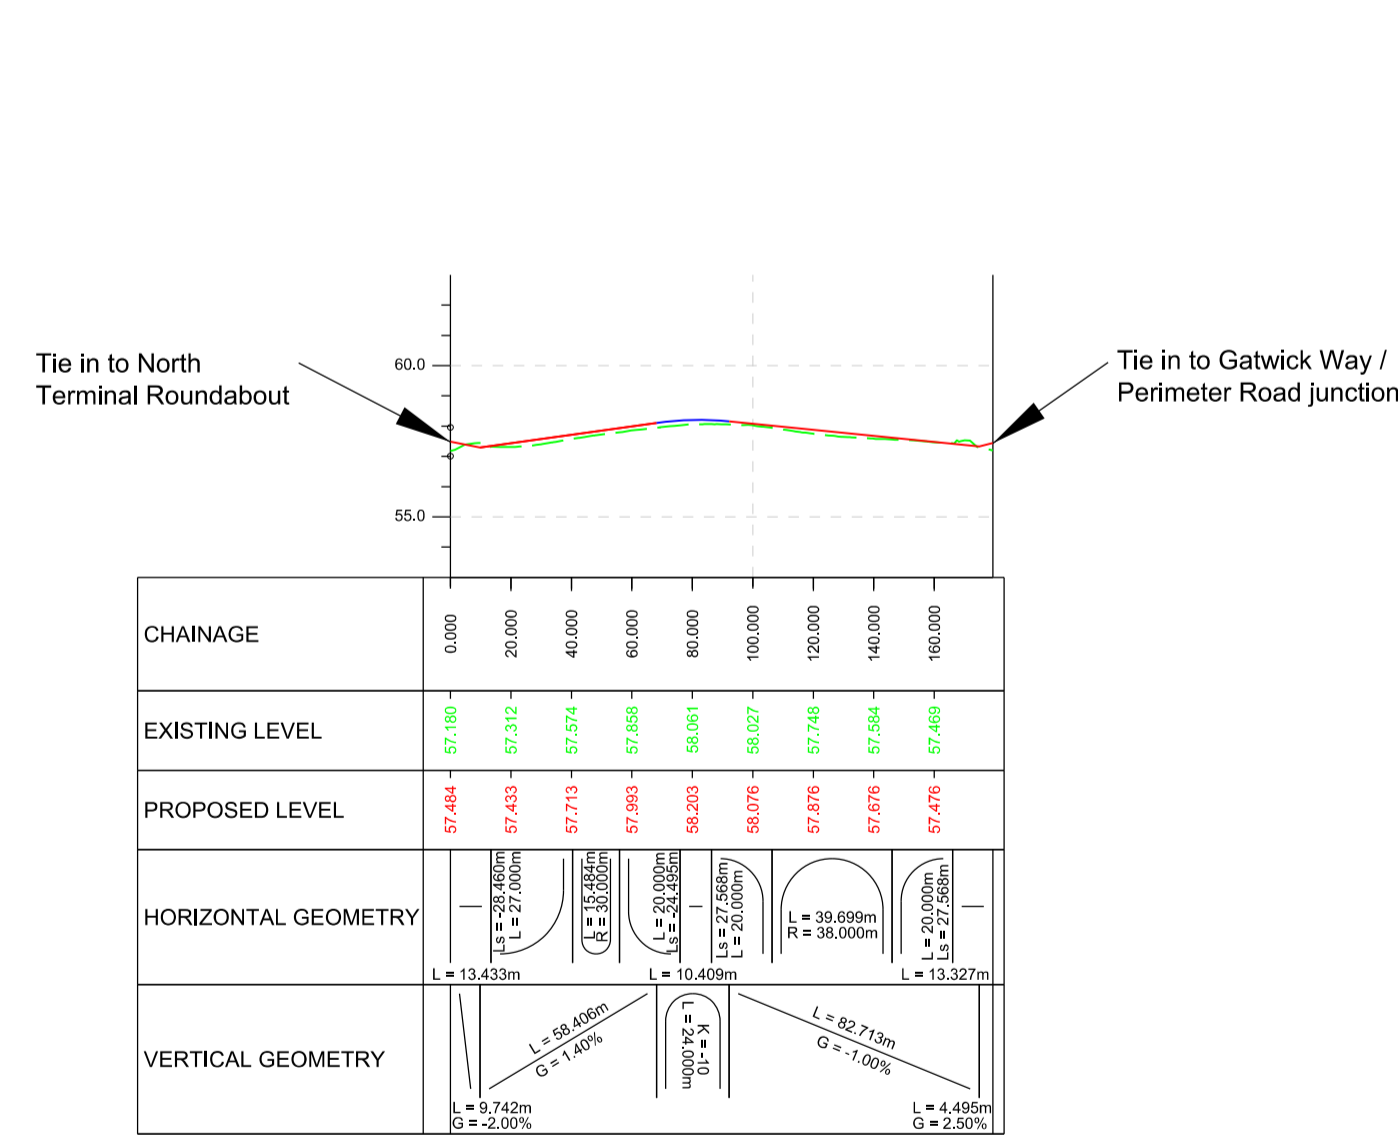 60.0
Tie in to North
Terminal Roundabout
Tie in to Gatwick Way /
Perimeter Road junction
55.0
CHAINAGE
0.000
20.000
40.000
60.000
80.000
100.000
120.000
140.000
160.000
EXISTING LEVEL
57.180
57.312
57.574
57.858
58.061
58.027
57.748
57.584
57.469
PROPOSED LEVEL
57.484
57.433
57.713
57.993
58.203
58.076
57.876
57.676
57.476
HORIZONTAL GEOMETRY
L = 13.433m
Ls = -28.460m
L = 27.000m
L = 15.484m
R = 30.000m
L = 20.000m
Ls = -24.495m
L = 10.409m
Ls = 27.568m
L = 20.000m
L = 39.699m
R = 38.000m
L = 20.000m
Ls = 27.568m
L = 13.327m
VERTICAL GEOMETRY
L = 9.742m
G = -2.00%
L = 58.406m
G = 1.40%
K = -10
L = 24.000m
L = 82.713m
G = -1.00%
L = 4.495m
G = 2.50%